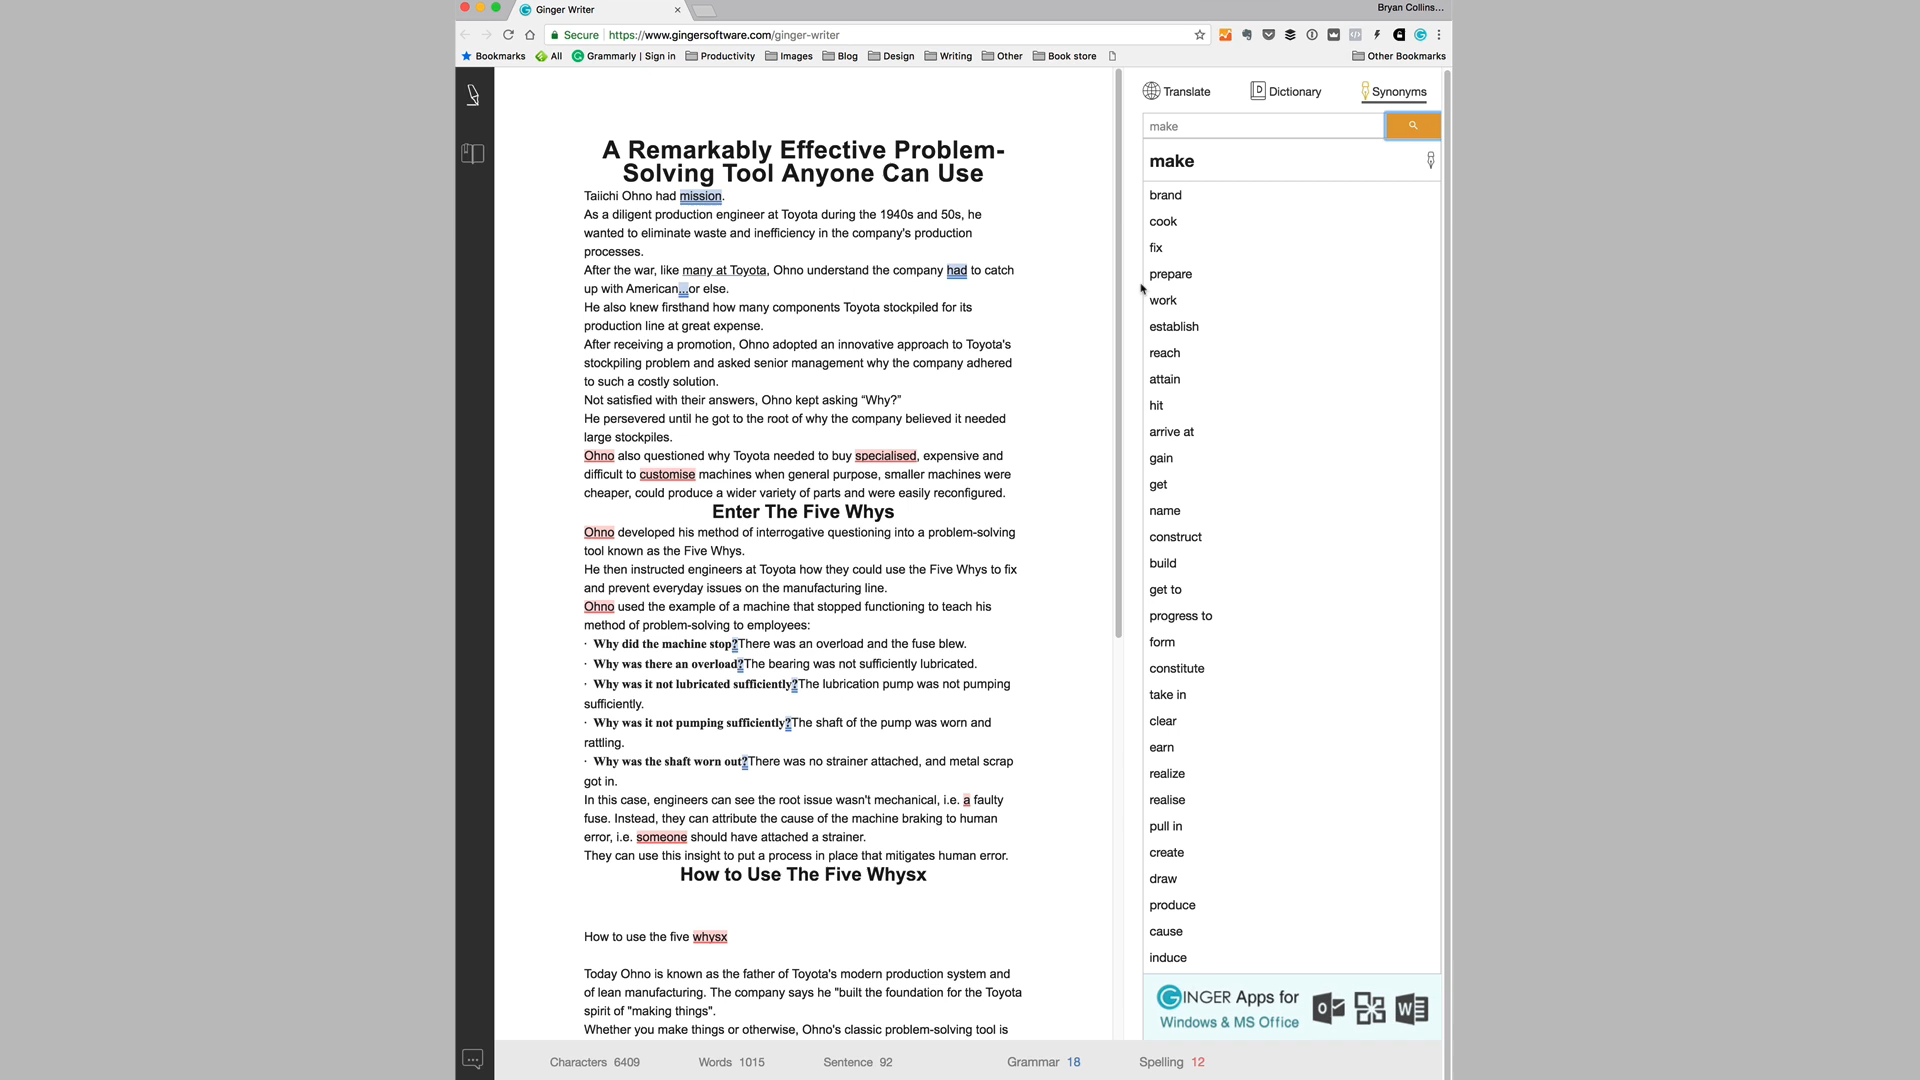 Ginger Writer
Bryan Collins...
Secure | https://www.gingersoftware.com/ginger-writer
Bookmarks All Grammarly | Sign in Productivity Images Blog Design Writing Other Book store Other Bookmarks
Translate Dictionary Synonyms
make
make
brand
cook
fix
prepare
work
establish
reach
attain
hit
arrive at
gain
get
name
construct
build
get to
progress to
form
constitute
take in
clear
earn
realize
realise
pull in
create
draw
produce
cause
induce
GINGER Apps for
Windows & MS Office
A Remarkably Effective Problem-
Solving Tool Anyone Can Use
Taiichi Ohno had mission.
As a diligent production engineer at Toyota during the 1940s and 50s, he
wanted to eliminate waste and inefficiency in the company's production
processes.
After the war, like many at Toyota, Ohno understand the company had to catch
up with American...or else.
He also knew firsthand how many components Toyota stockpiled for its
production line at great expense.
After receiving a promotion, Ohno adopted an innovative approach to Toyota's
stockpiling problem and asked senior management why the company adhered
to such a costly solution.
Not satisfied with their answers, Ohno kept asking “Why?”
He persevered until he got to the root of why the company believed it needed
large stockpiles.
Ohno also questioned why Toyota needed to buy specialised, expensive and
difficult to customise machines when general purpose, smaller machines were
cheaper, could produce a wider variety of parts and were easily reconfigured.
Enter The Five Whys
Ohno developed his method of interrogative questioning into a problem-solving
tool known as the Five Whys.
He then instructed engineers at Toyota how they could use the Five Whys to fix
and prevent everyday issues on the manufacturing line.
Ohno used the example of a machine that stopped functioning to teach his
method of problem-solving to employees:
· Why did the machine stop?There was an overload and the fuse blew.
· Why was there an overload?The bearing was not sufficiently lubricated.
· Why was it not lubricated sufficiently?The lubrication pump was not pumping
sufficiently.
· Why was it not pumping sufficiently?The shaft of the pump was worn and
rattling.
· Why was the shaft worn out?There was no strainer attached, and metal scrap
got in.
In this case, engineers can see the root issue wasn't mechanical, i.e. a faulty
fuse. Instead, they can attribute the cause of the machine braking to human
error, i.e. someone should have attached a strainer.
They can use this insight to put a process in place that mitigates human error.
How to Use The Five Whysx
How to use the five whysx
Today Ohno is known as the father of Toyota's modern production system and
of lean manufacturing. The company says he "built the foundation for the Toyota
spirit of "making things".
Whether you make things or otherwise, Ohno's classic problem-solving tool is
Characters 6409 Words 1015 Sentence 92 Grammar 18 Spelling 12